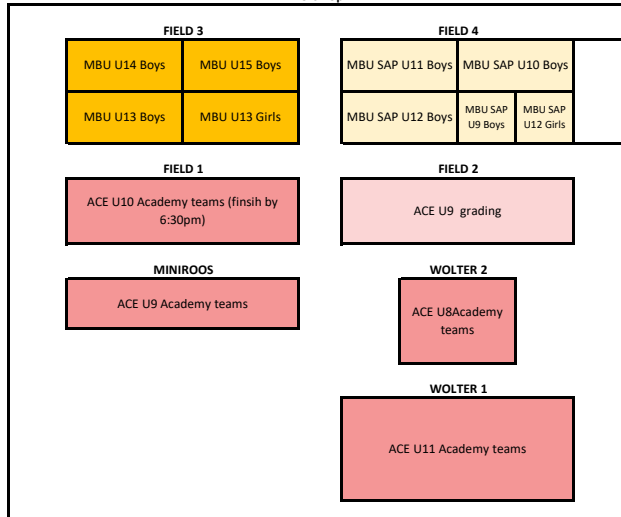 FIELD 3
FIELD 4
MBU U14 Boys
MBU U15 Boys
MBU SAP U11 Boys
MBU SAP U10 Boys
MBU U13 Boys
MBU U13 Girls
MBU SAP U12 Boys
MBU SAP
U9 Boys
MBU SAP
U12 Girls
FIELD 1
FIELD 2
ACE U10 Academy teams (finsih by
6:30pm)
ACE U9  grading
MINIROOS
WOLTER 2
ACE U9 Academy teams
ACE U8Academy
teams
WOLTER 1
ACE U11 Academy teams